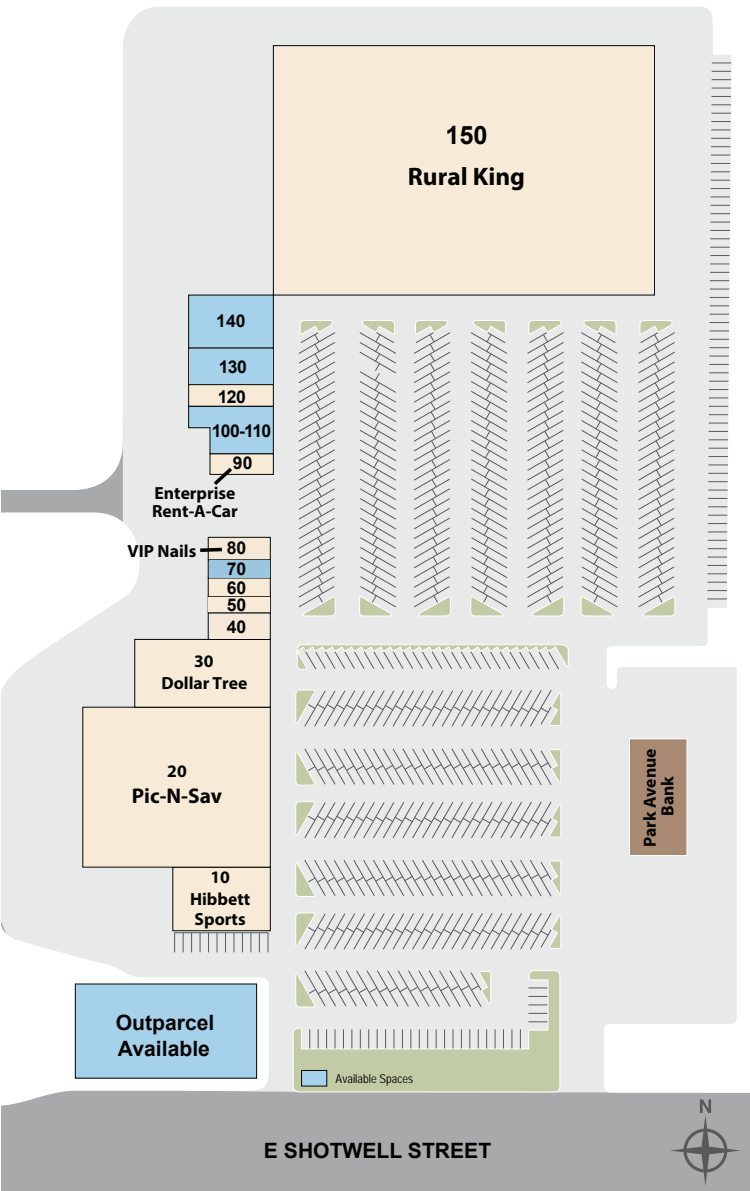 150
Rural King
140
130
120
100-110
90
Enterprise
Rent-A-Car
VIP Nails
80
70
60
50
40
30
Dollar Tree
20
Pic-N-Sav
10
Hibbett
Sports
Park Avenue
Bank
Outparcel
Available
Available Spaces
N
E SHOTWELL STREET